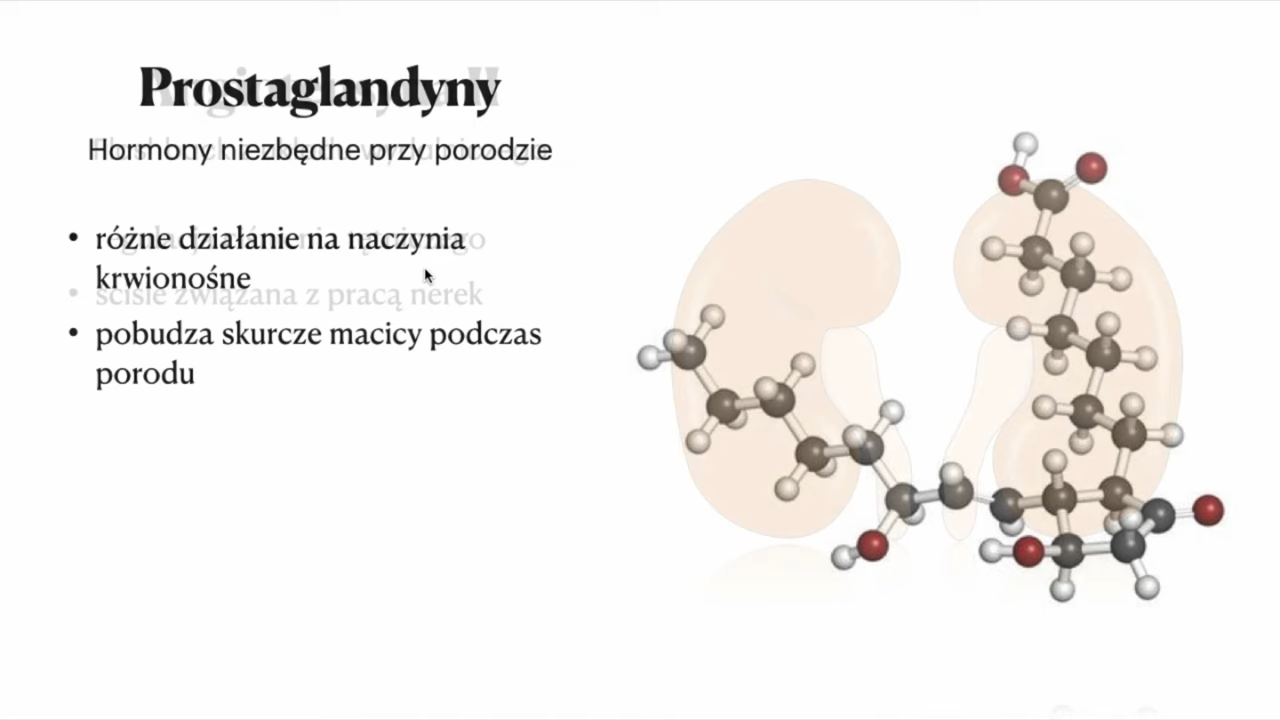 Prostaglandyny
Hormony niezbędne przy porodzie
• różne działanie na naczynia
krwionośne
• ściśle związana z pracą nerek
• pobudza skurcze macicy podczas
porodu